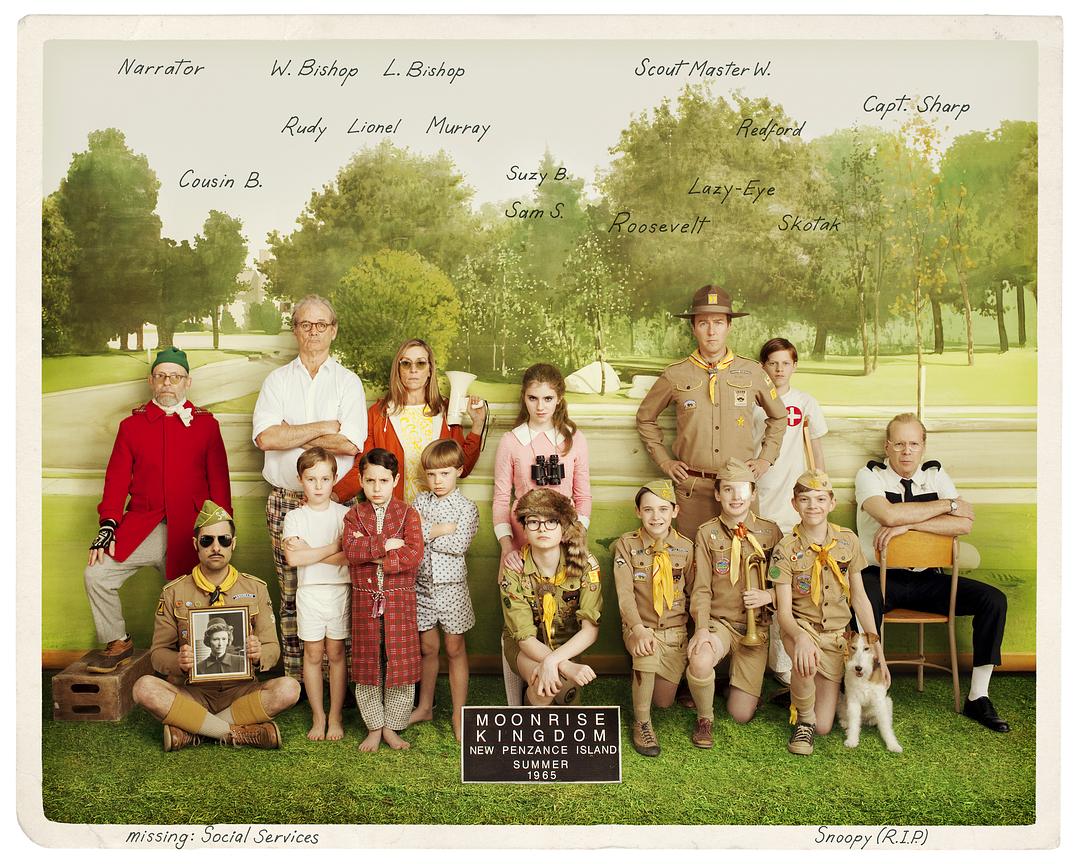 Narrator W. Bishop L. Bishop Scout Master W.
Capt. Sharp
Rudy Lionel Murray Redford
Cousin B. Suzy B. Lazy-Eye
Sam S. Roosevelt Skotak
MOONRISE
KINGDOM
NEW PENZANCE ISLAND
SUMMER
1965
missing: Social Services Snoopy (R.I.P.)